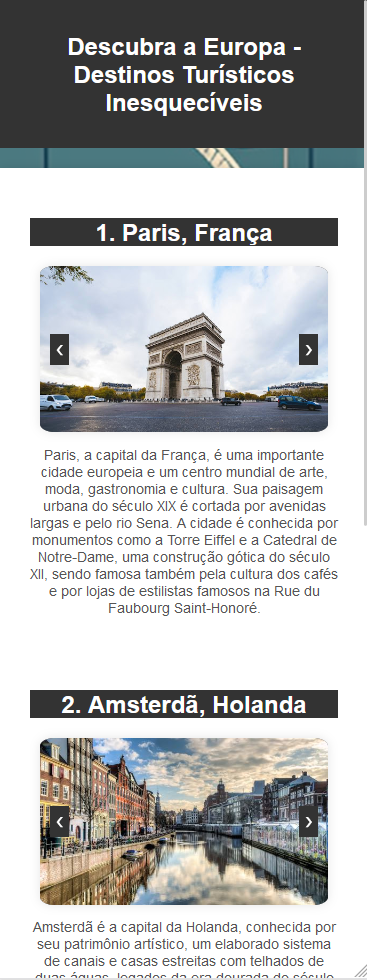 Descubra a Europa -
Destinos Turísticos
Inesquecíveis
1. Paris, França
‹ ›
Paris, a capital da França, é uma importante
cidade europeia e um centro mundial de arte,
moda, gastronomia e cultura. Sua paisagem
urbana do século XIX é cortada por avenidas
largas e pelo rio Sena. A cidade é conhecida por
monumentos como a Torre Eiffel e a Catedral de
Notre-Dame, uma construção gótica do século
XII, sendo famosa também pela cultura dos cafés
e por lojas de estilistas famosos na Rue du
Faubourg Saint-Honoré.
2. Amsterdã, Holanda
‹ ›
Amsterdã é a capital da Holanda, conhecida por
seu patrimônio artístico, um elaborado sistema
de canais e casas estreitas com telhados de
duas águas, legados da era dourada do século